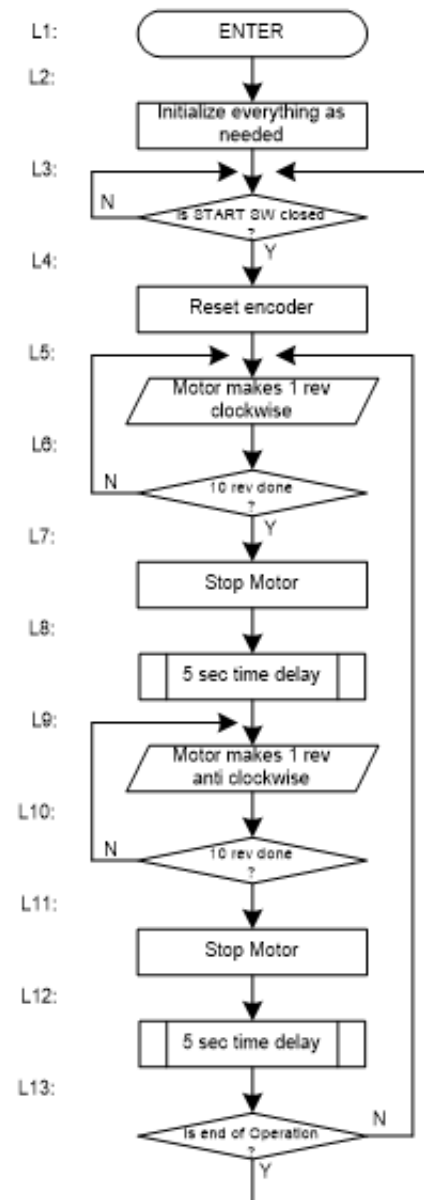 L1:
ENTER
L2:
Initialize everything as
needed
L3:
N
Is START SW closed
?
Y
L4:
Reset encoder
L5:
Motor makes 1 rev
clockwise
L6:
N
10 rev done
?
Y
L7:
Stop Motor
L8:
5 sec time delay
L9:
Motor makes 1 rev
anti clockwise
L10:
N
10 rev done
?
L11:
Stop Motor
L12:
5 sec time delay
L13:
N
Is end of Operation
?
Y